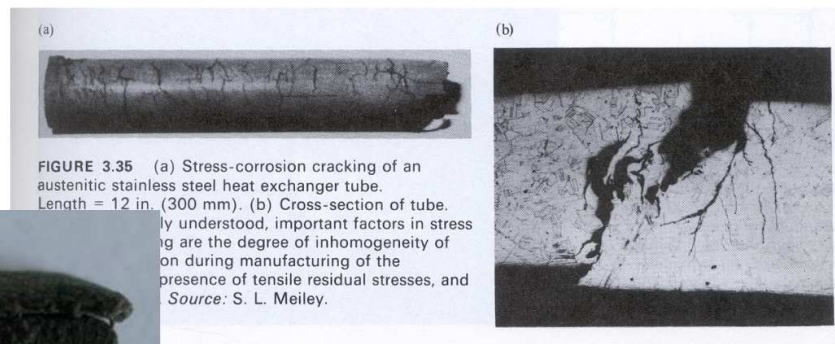 (a)
(b)
FIGURE 3.35 (a) Stress-corrosion cracking of an
austenitic stainless steel heat exchanger tube.
Length = 12 in. (300 mm). (b) Cross-section of tube.
understood, important factors in stress
are the degree of inhomogeneity of
during manufacturing of the
presence of tensile residual stresses, and
Source: S. L. Meiley.